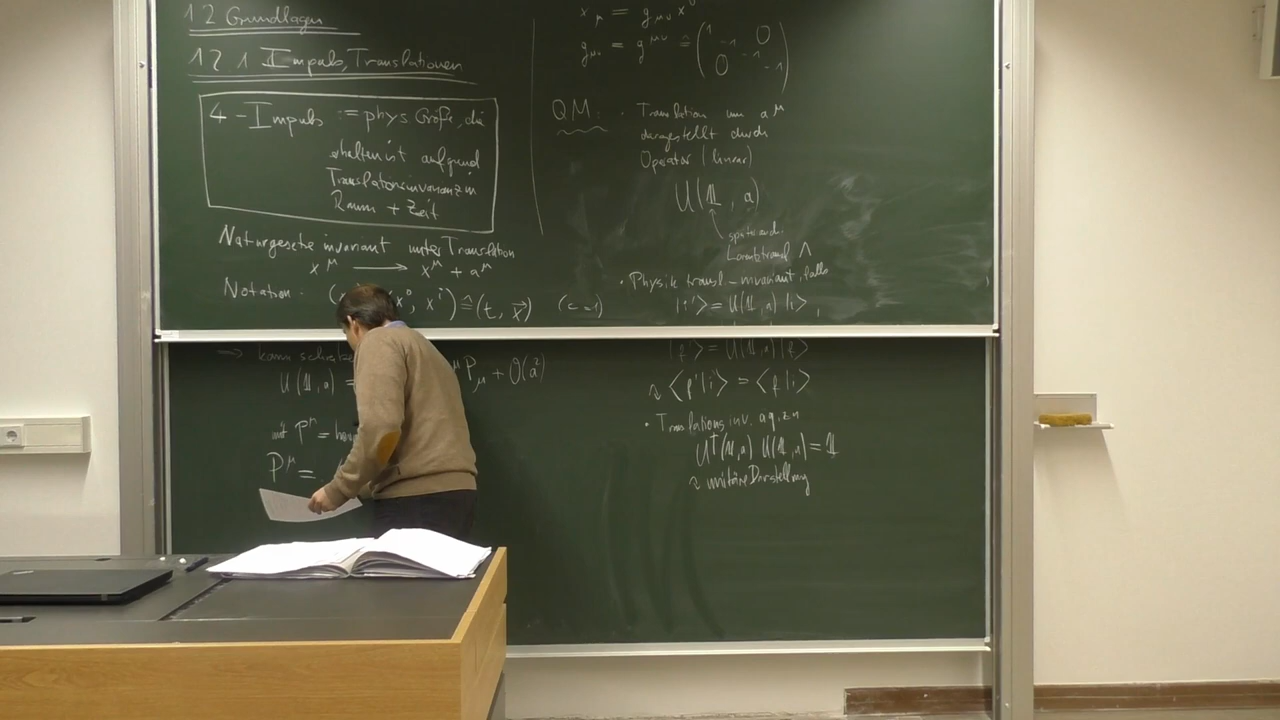 1.2 Grundlagen
1.2.1 Impuls, Translationen
4-Impuls := phys Größe, die
erhalten ist aufgrund
Translationsinvarianz in
Raum + Zeit
Naturgesetze invariant unter Translation
x^μ → x^μ + a^μ
Notation
x^0, x^i) ≙ (t, x⃗) (c=1)
x_μ = g_μν x^ν
g_μν = g^μν ≙ (1 -1 -1 -1) 0 0
QM: · Translation um a^μ
dargestellt durch
Operator (linear)
U(𝟙, a)
später auch
Lorentztransf Λ
· Physik transl-invariant, falls
|i'> = U(𝟙,a) |i>,
|f'> = U(𝟙,a) |f>
<f'|i'> = <f|i>
· Translationsinv. äq. zu
U†(𝟙,a) U(𝟙,a) = 𝟙
unitäre Darstellung
⇒ kann
U(𝟙,a) =
P_μ + O(a²)
mit P^μ =
P^μ =